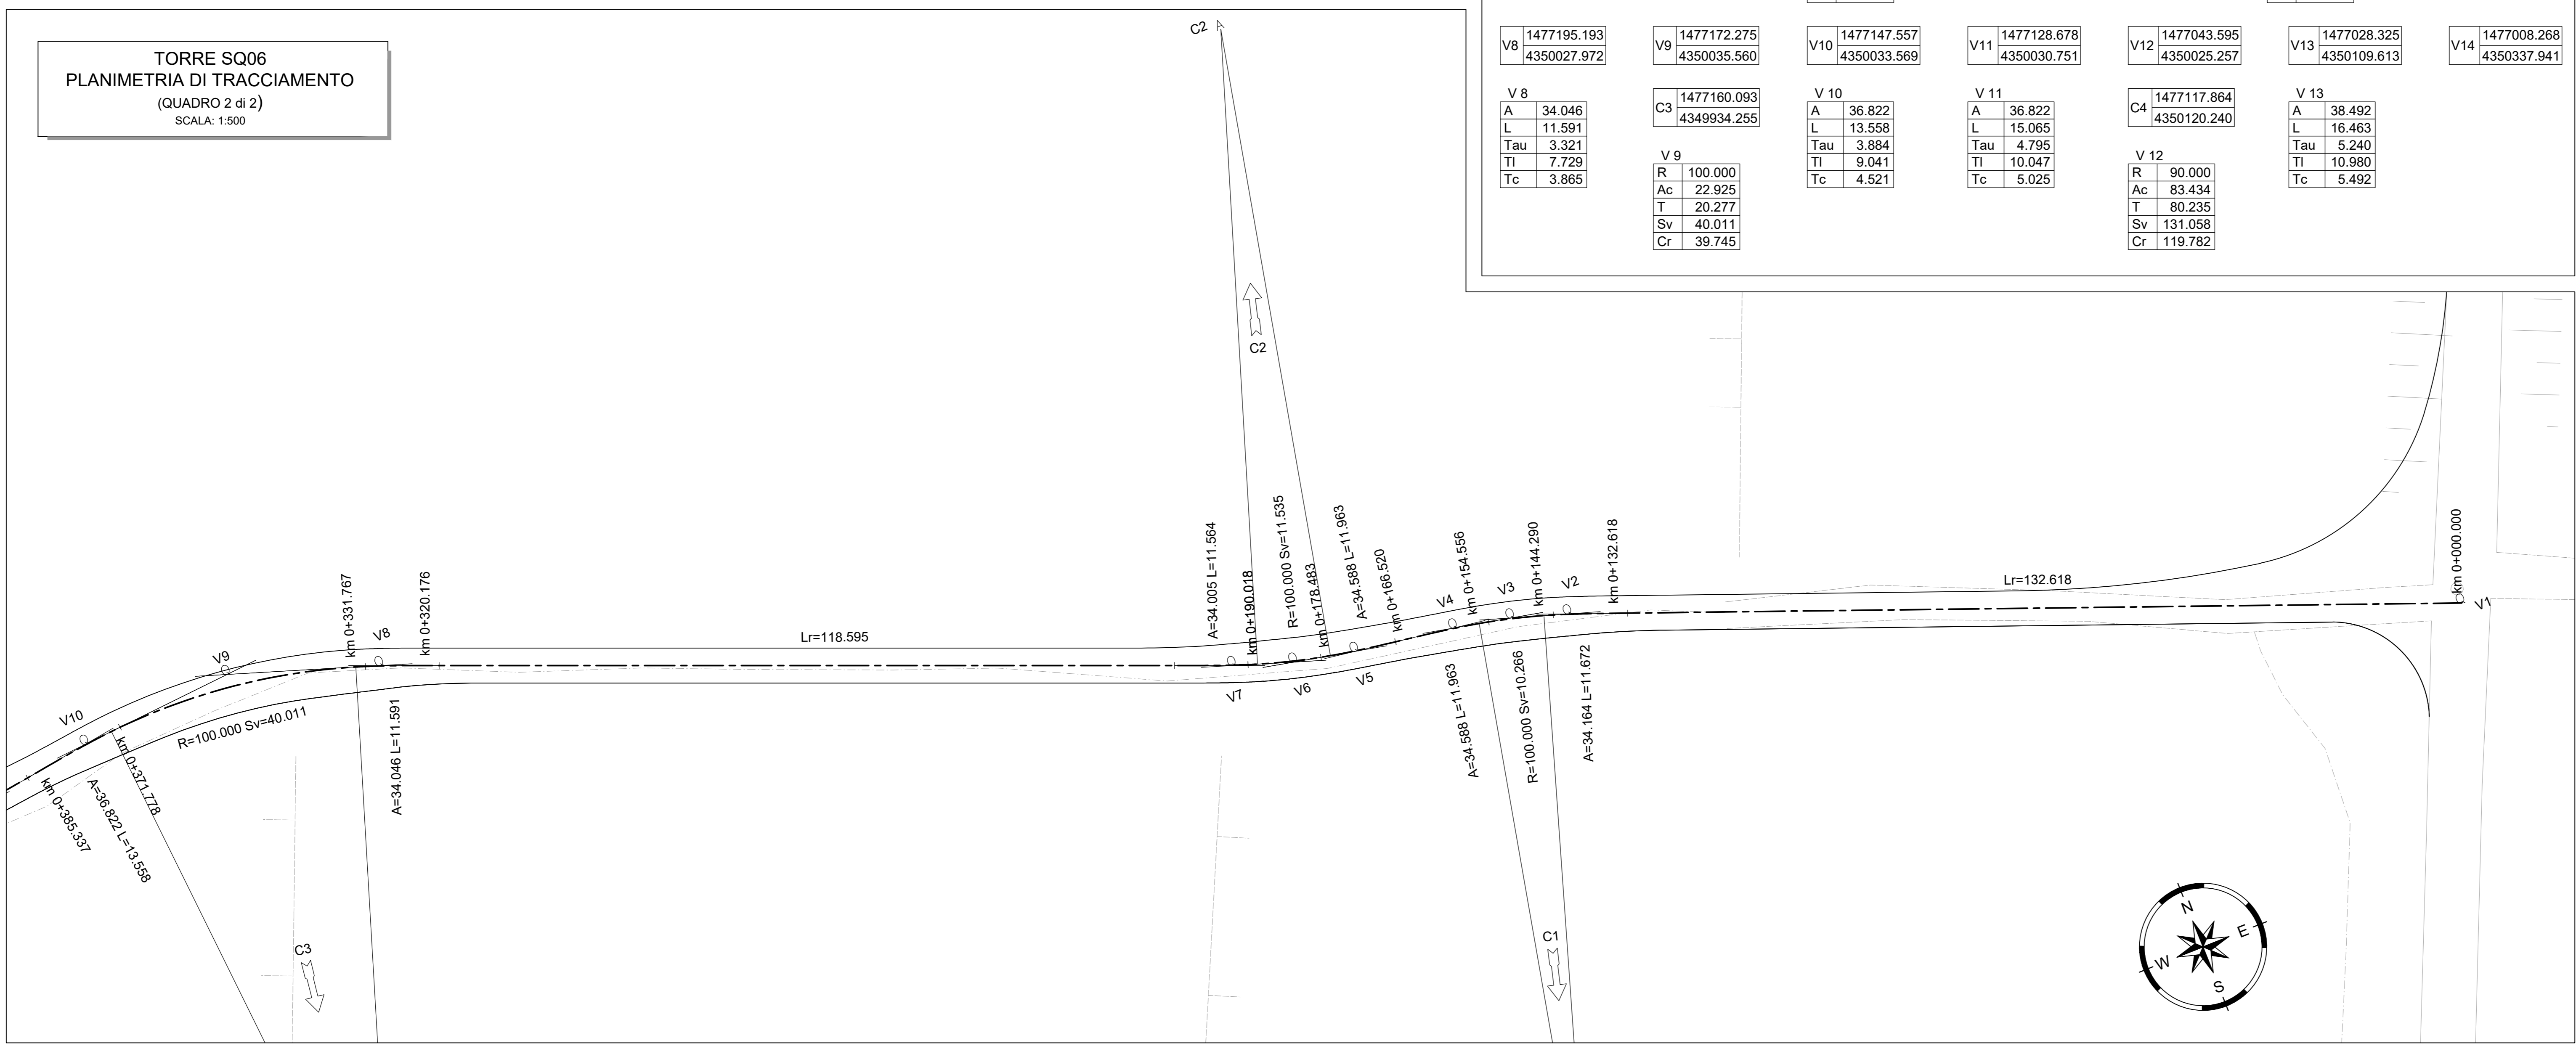 TORRE SQ06
PLANIMETRIA DI TRACCIAMENTO
(QUADRO 2 di 2)
SCALA: 1:500
V8 1477195.193
4350027.972
V9 1477172.275
4350035.560
V10 1477147.557
4350033.569
V11 1477128.678
4350030.751
V12 1477043.595
4350025.257
V13 1477028.325
4350109.613
V14 1477008.268
4350337.941
V 8
A 34.046
L 11.591
Tau 3.321
Tl 7.729
Tc 3.865
C3 1477160.093
4349934.255
V 9
R 100.000
Ac 22.925
T 20.277
Sv 40.011
Cr 39.745
V 10
A 36.822
L 13.558
Tau 3.884
Tl 9.041
Tc 4.521
V 11
A 36.822
L 15.065
Tau 4.795
Tl 10.047
Tc 5.025
C4 1477117.864
4350120.240
V 12
R 90.000
Ac 83.434
T 80.235
Sv 131.058
Cr 119.782
V 13
A 38.492
L 16.463
Tau 5.240
Tl 10.980
Tc 5.492
C2
C2
V10
km 0+385.337
A=36.822 L=13.558
km 0+371.778
V9
R=100.000 Sv=40.011
C3
km 0+331.767
V8
A=34.046 L=11.591
km 0+320.176
Lr=118.595
A=34.005 L=11.564
V7
km 0+190.018
R=100.000 Sv=11.535
V6
km 0+178.483
A=34.588 L=11.963
V5
km 0+166.520
V4
A=34.588 L=11.963
km 0+154.556
V3
R=100.000 Sv=10.266
km 0+144.290
V2
A=34.164 L=11.672
km 0+132.618
C1
Lr=132.618
km 0+000.000
V1
N
E
S
W